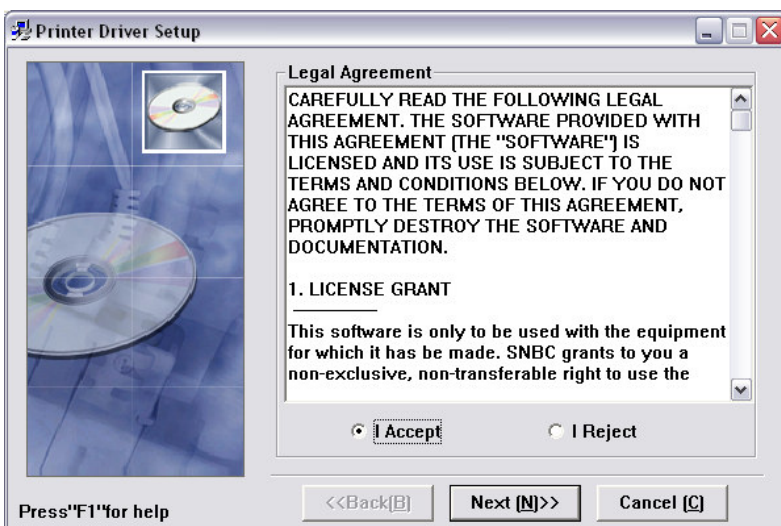 Printer Driver Setup
Legal Agreement
CAREFULLY READ THE FOLLOWING LEGAL
AGREEMENT. THE SOFTWARE PROVIDED WITH
THIS AGREEMENT (THE "SOFTWARE") IS
LICENSED AND ITS USE IS SUBJECT TO THE
TERMS AND CONDITIONS BELOW. IF YOU DO NOT
AGREE TO THE TERMS OF THIS AGREEMENT,
PROMPTLY DESTROY THE SOFTWARE AND
DOCUMENTATION.
1. LICENSE GRANT
This software is only to be used with the equipment
for which it has be made. SNBC grants to you a
non-exclusive, non-transferable right to use the
I Accept
I Reject
Press"F1"for help
<<Back(B)
Next (N)>>
Cancel (C)